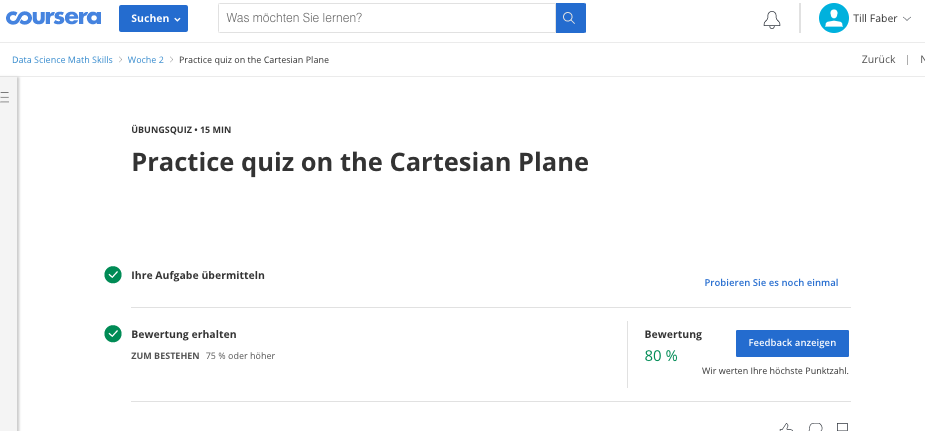 coursera
Suchen
Was möchten Sie lernen?
Till Faber
Data Science Math Skills > Woche 2 > Practice quiz on the Cartesian Plane
Zurück | N
ÜBUNGSQUIZ • 15 MIN
Practice quiz on the Cartesian Plane
Ihre Aufgabe übermitteln
Probieren Sie es noch einmal
Bewertung erhalten
ZUM BESTEHEN 75 % oder höher
Bewertung
80 %
Feedback anzeigen
Wir werten Ihre höchste Punktzahl.